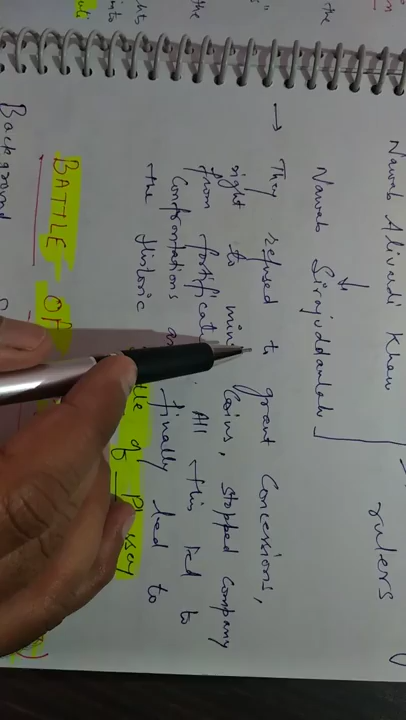 Nawab Alivardi Khan
rulers
Nawab Sirajuddaulah
→ They refused to grant Concessions,
right to mint Coins, stopped Company
from fortification. All this led to
Confrontations and finally lead to
the Historic Battle of Plassey
BATTLE OF
Background